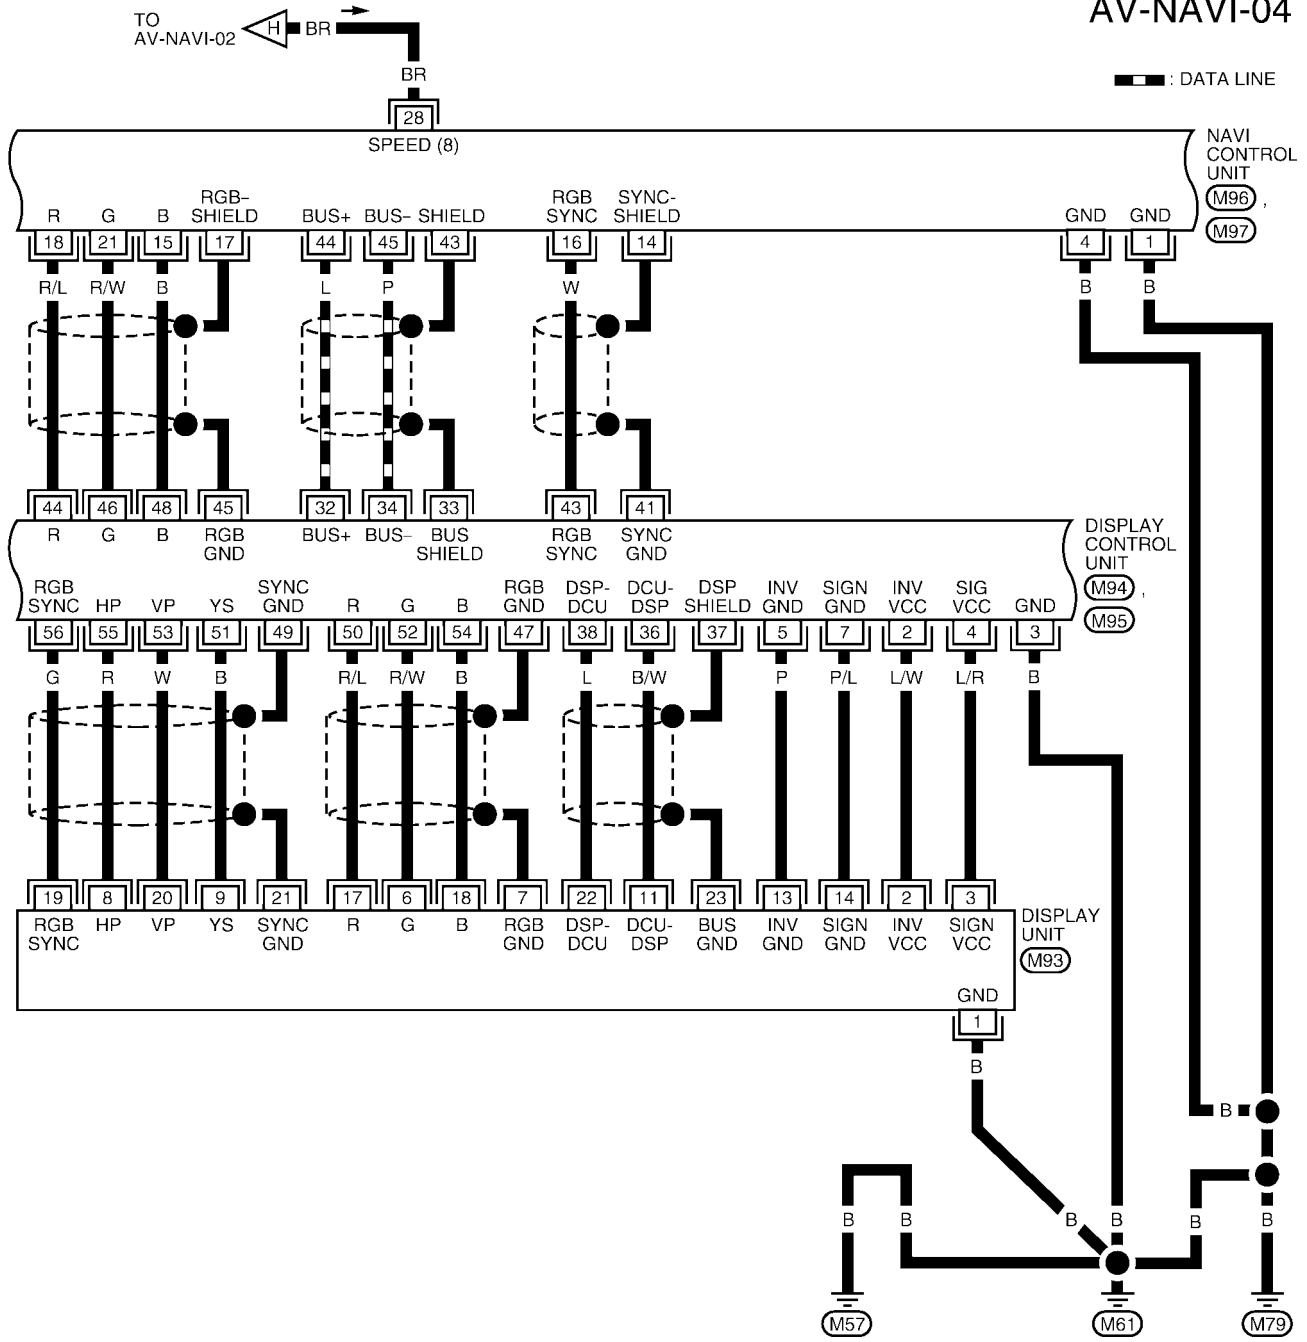 AV-NAVI-04
TO
AV-NAVI-02
H
BR
BR
: DATA LINE
28
SPEED (8)
NAVI
CONTROL
UNIT
M96 ,
M97
R G B RGB-
SHIELD BUS+ BUS- SHIELD RGB
SYNC SYNC-
SHIELD GND GND
18 21 15 17 44 45 43 16 14 4 1
R/L R/W B L P W B B
44 46 48 45 32 34 33 43 41
R G B RGB
GND BUS+ BUS- BUS
SHIELD RGB
SYNC SYNC
GND
DISPLAY
CONTROL
UNIT
M94 ,
M95
RGB
SYNC HP VP YS SYNC
GND R G B RGB
GND DSP-
DCU DCU-
DSP DSP
SHIELD INV
GND SIGN
GND INV
VCC SIG
VCC GND
56 55 53 51 49 50 52 54 47 38 36 37 5 7 2 4 3
G R W B R/L R/W B L B/W P P/L L/W L/R B
19 8 20 9 21 17 6 18 7 22 11 23 13 14 2 3
RGB
SYNC HP VP YS SYNC
GND R G B RGB
GND DSP-
DCU DCU-
DSP BUS
GND INV
GND SIGN
GND INV
VCC SIGN
VCC
DISPLAY
UNIT
M93
GND
1
B
B
B B B B B B
M57 M61 M79